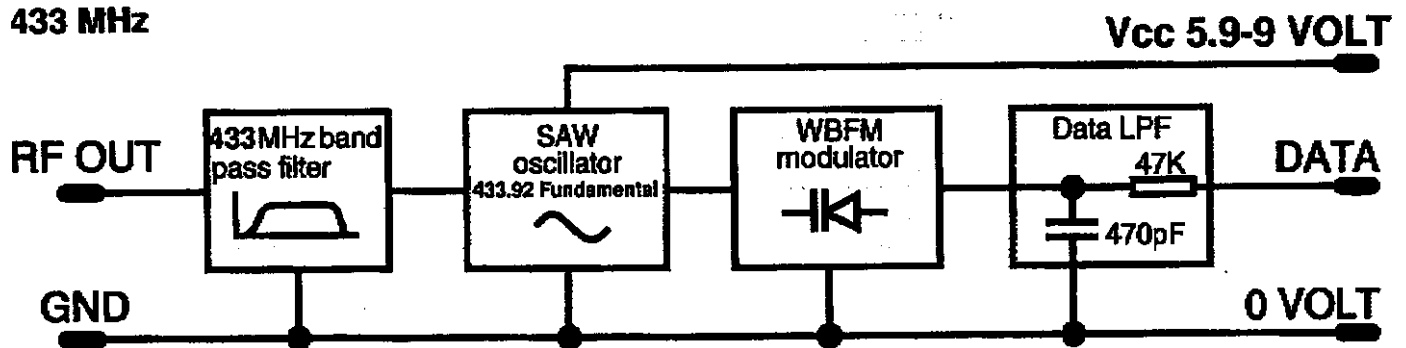 433 MHz
Vcc 5.9-9 VOLT
RF OUT
433MHz band
pass filter
SAW
oscillator
433.92 Fundamental
WBFM
modulator
Data LPF
47K
470pF
DATA
GND
0 VOLT